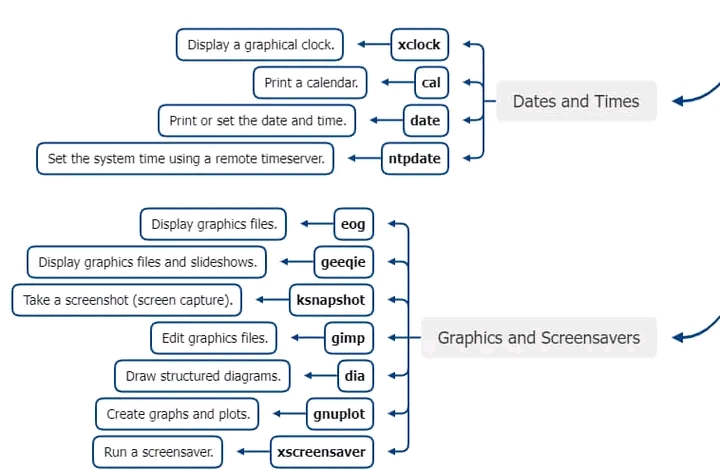 Dates and Times
xclock
Display a graphical clock.
cal
Print a calendar.
date
Print or set the date and time.
ntpdate
Set the system time using a remote timeserver.
Graphics and Screensavers
eog
Display graphics files.
geeqie
Display graphics files and slideshows.
ksnapshot
Take a screenshot (screen capture).
gimp
Edit graphics files.
dia
Draw structured diagrams.
gnuplot
Create graphs and plots.
xscreensaver
Run a screensaver.